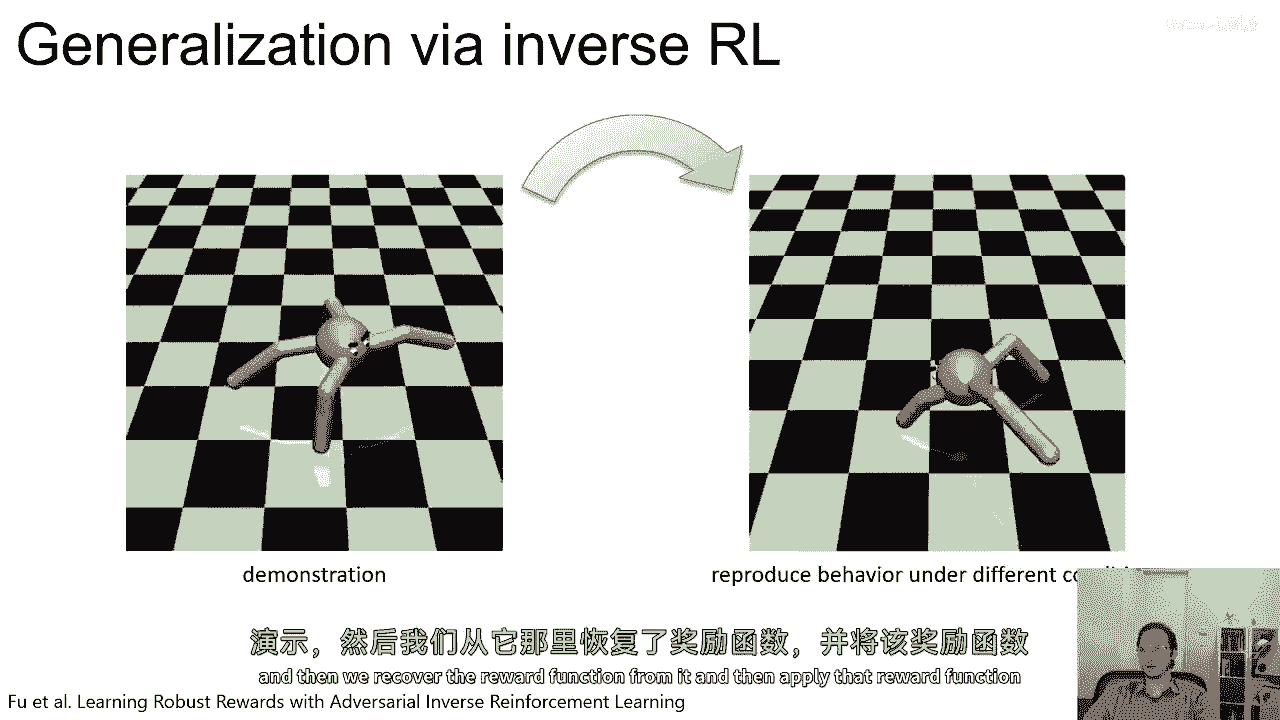 Generalization via inverse RL
demonstration
reproduce behavior under different
演示，然后我们从它那里恢复了奖励函数，并将该奖励函数
and then we recover the reward function from it and then apply that reward function
Fu et al. Learning Robust Rewards with Adversarial Inverse Reinforcement Learning